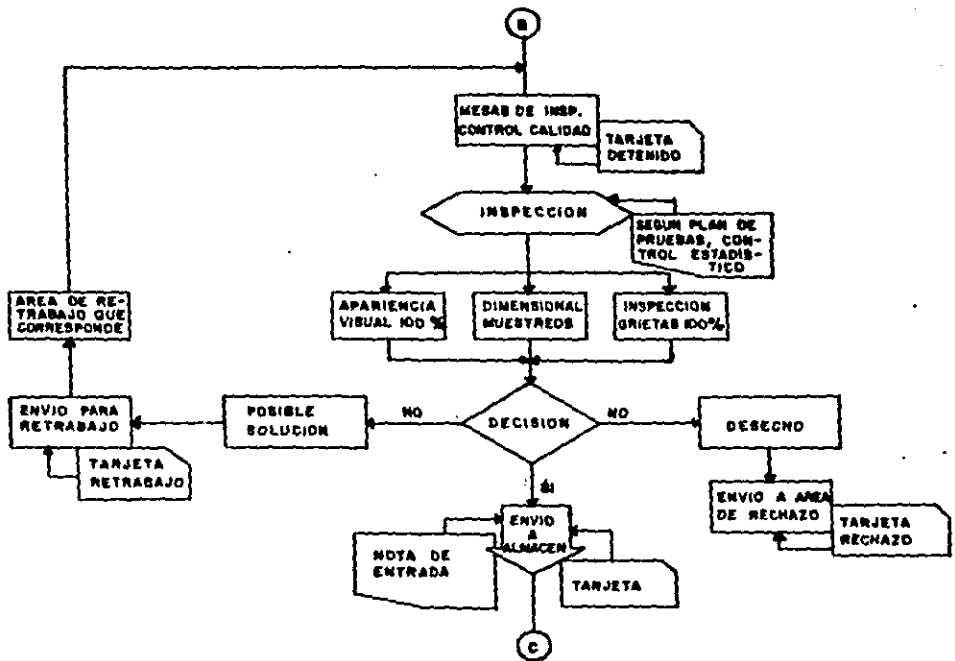 B
MESAS DE INSP.
CONTROL CALIDAD
TARJETA
DETENIDO
INSPECCION
SEGUN PLAN DE
PRUEBAS, CON-
TROL ESTADIS-
TICO
AREA DE RE-
TRABAJO QUE
CORRESPONDE
APARIENCIA
VISUAL 100 %
DIMENSIONAL
MUESTREOS
INSPECCION
GRIETAS 100%
ENVIO PARA
RETRABAJO
TARJETA
RETRABAJO
POSIBLE
SOLUCION
NO
DECISION
NO
DESECHO
SI
ENVIO A AREA
DE RECHAZO
TARJETA
RECHAZO
ENVIO
A
ALMACEN
NOTA DE
ENTRADA
TARJETA
C